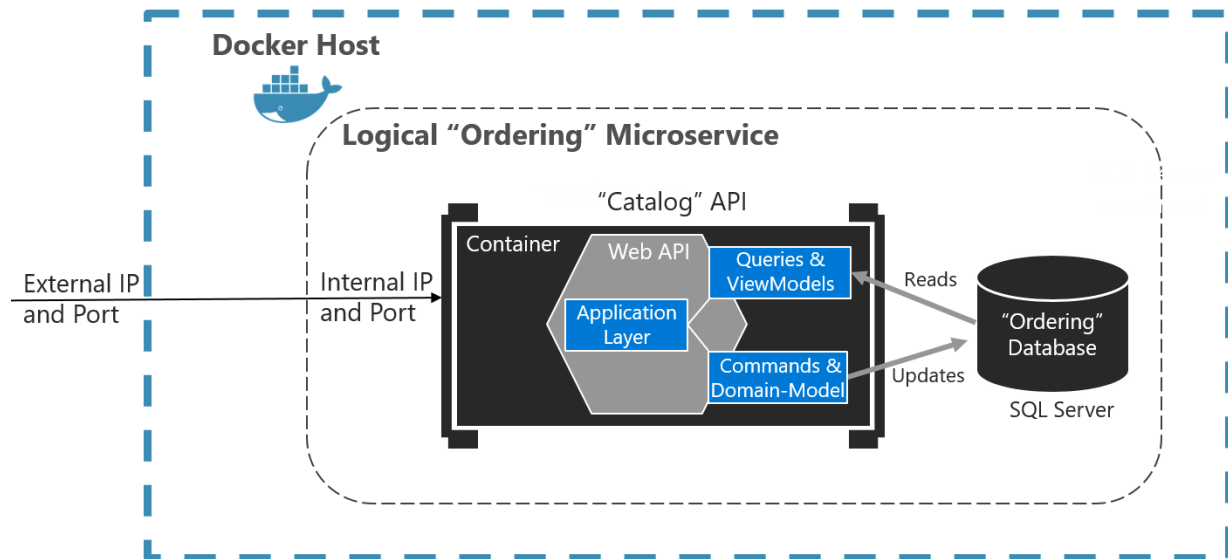 Docker Host
Logical “Ordering” Microservice
“Catalog” API
Container
Web API
Queries &
ViewModels
Application
Layer
Commands &
Domain-Model
External IP
and Port
Internal IP
and Port
Reads
Updates
“Ordering”
Database
SQL Server